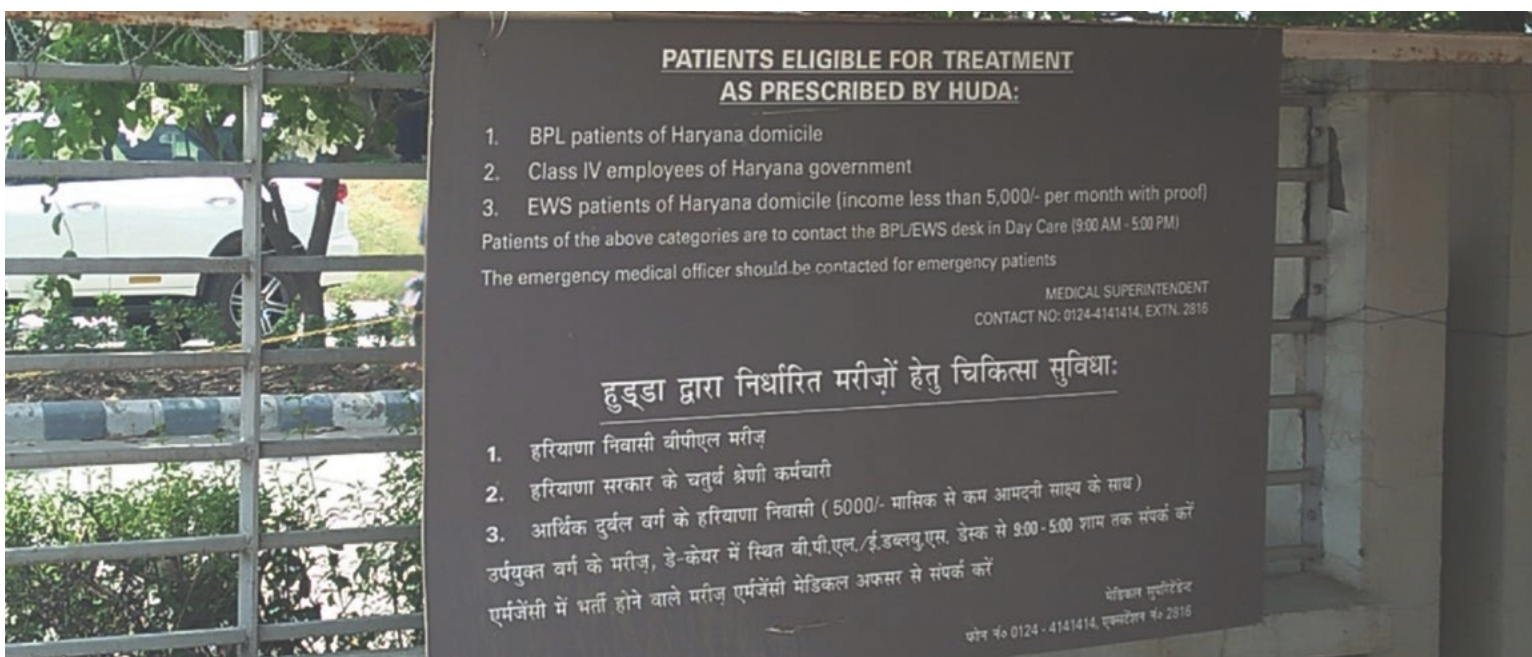 PATIENTS ELIGIBLE FOR TREATMENT
AS PRESCRIBED BY HUDA:
1. BPL patients of Haryana domicile
2. Class IV employees of Haryana government
3. EWS patients of Haryana domicile (income less than 5,000/- per month with proof)
Patients of the above categories are to contact the BPL/EWS desk in Day Care (9:00 AM - 5:00 PM)
The emergency medical officer should be contacted for emergency patients
MEDICAL SUPERINTENDENT
CONTACT NO: 0124-4141414, EXTN. 2816
हुड्डा द्वारा निर्धारित मरीज़ों हेतु चिकित्सा सुविधा:
1. हरियाणा निवासी बीपीएल मरीज़
2. हरियाणा सरकार के चतुर्थ श्रेणी कर्मचारी
3. आर्थिक दुर्बल वर्ग के हरियाणा निवासी ( 5000/- मासिक से कम आमदनी साक्ष्य के साथ )
उर्पयुक्त वर्ग के मरीज़, डे-केयर में स्थित बी.पी.एल./ई.डब्लयु.एस. डेस्क से 9:00 - 5:00 शाम तक संपर्क करें
एर्मजेंसी में भर्ती होने वाले मरीज़ एर्मजेंसी मेडिकल अफसर से संपर्क करें
मेडिकल सुपरिटेंडेन्ट
फोन नं० 0124 - 4141414, एक्सटेंशन नं० 2816